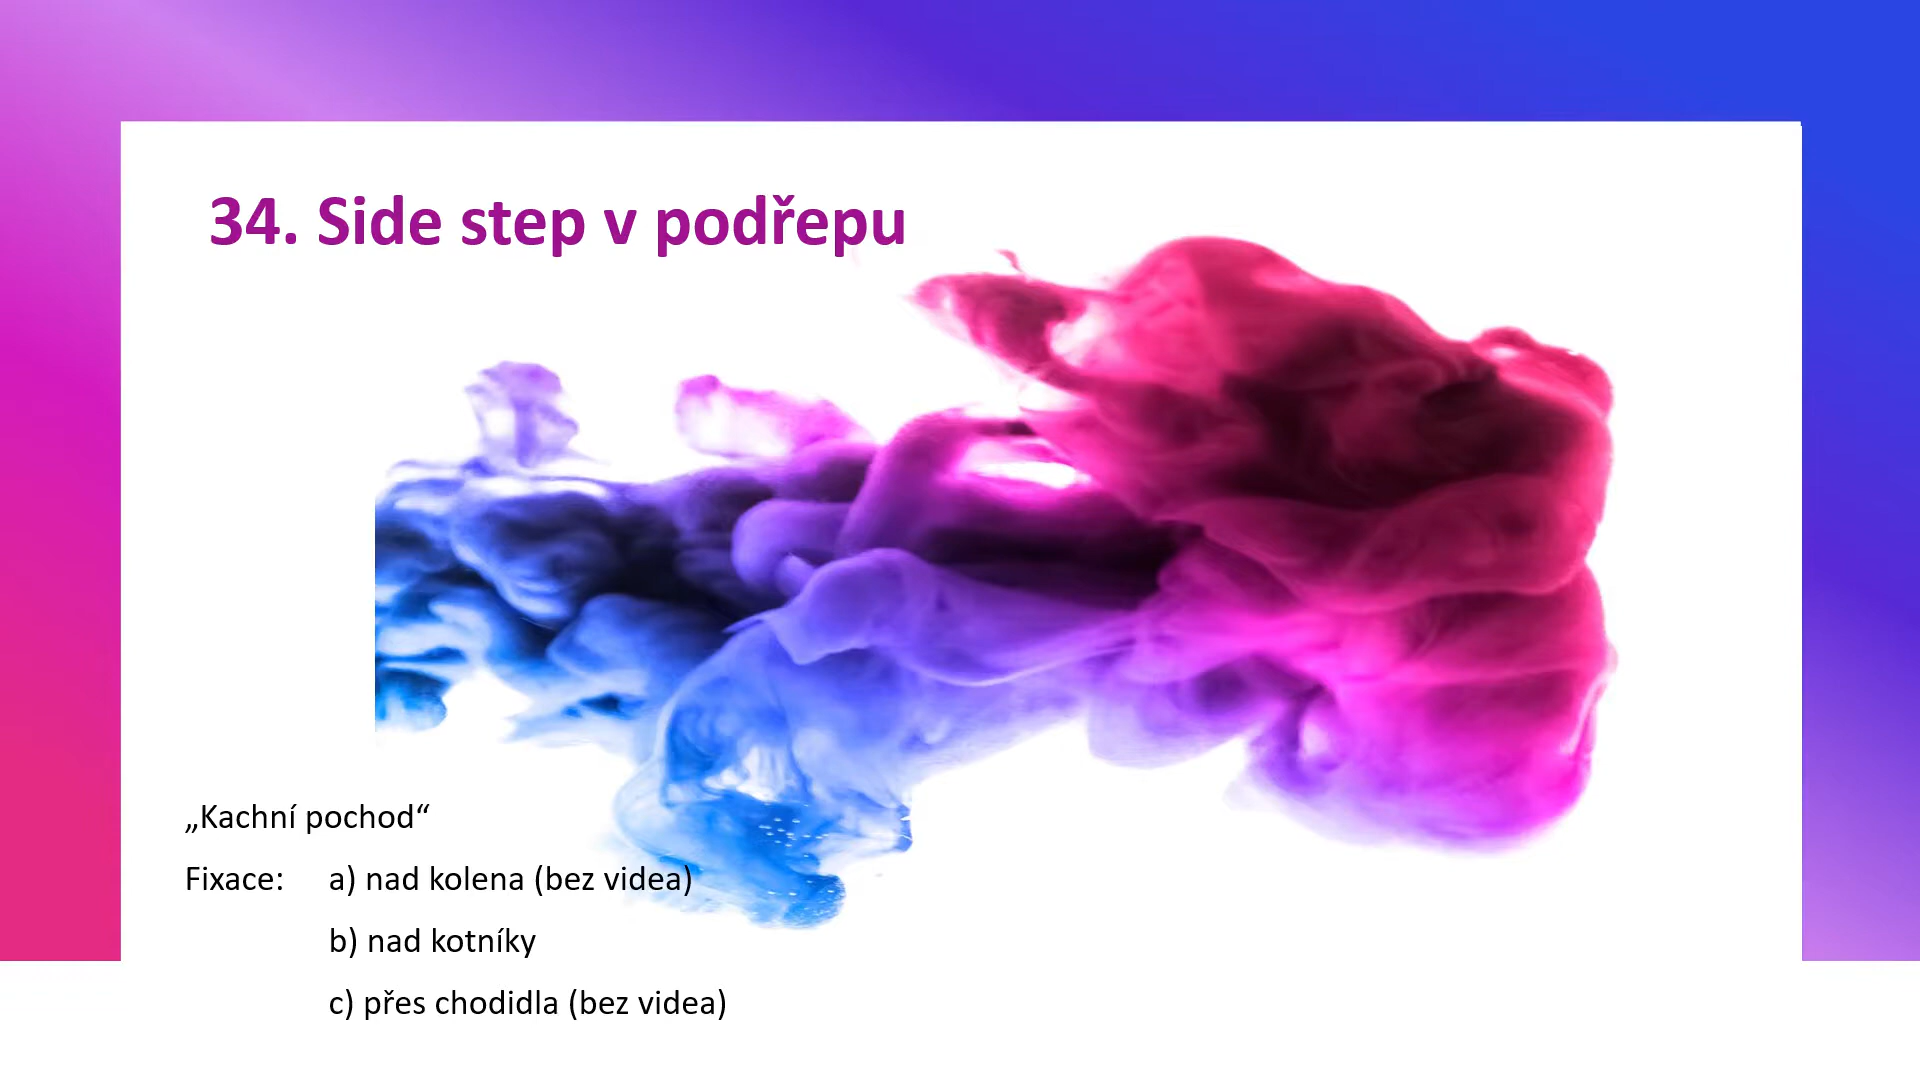 34. Side step v podřepu
„Kachní pochod“
Fixace: a) nad kolena (bez videa)
b) nad kotníky
c) přes chodidla (bez videa)